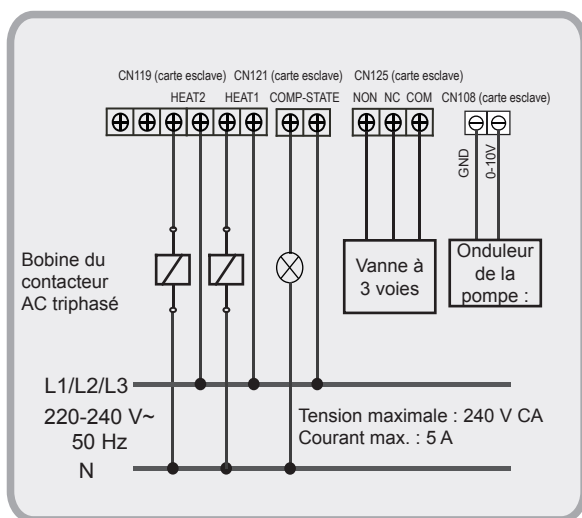 CN119 (carte esclave) CN121 (carte esclave) CN125 (carte esclave)
HEAT2 HEAT1 COMP-STATE NON NC COM CN108 (carte esclave)
GND
0-10V
Bobine du
contacteur
AC triphasé
Vanne à
3 voies
Onduleur
de la
pompe :
L1/L2/L3
220-240 V~
50 Hz
N
Tension maximale : 240 V CA
Courant max. : 5 A